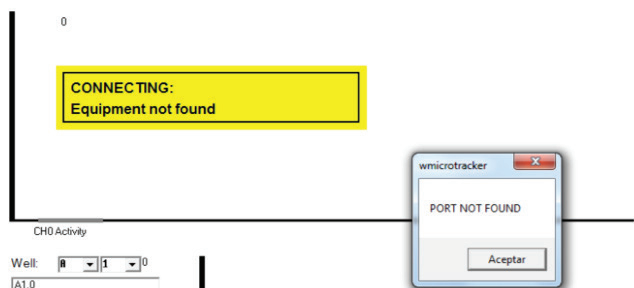 0
CONNECTING:
Equipment not found
wmicrotracker
PORT NOT FOUND
Aceptar
CH0 Activity
Well: A 1 0
A1.0